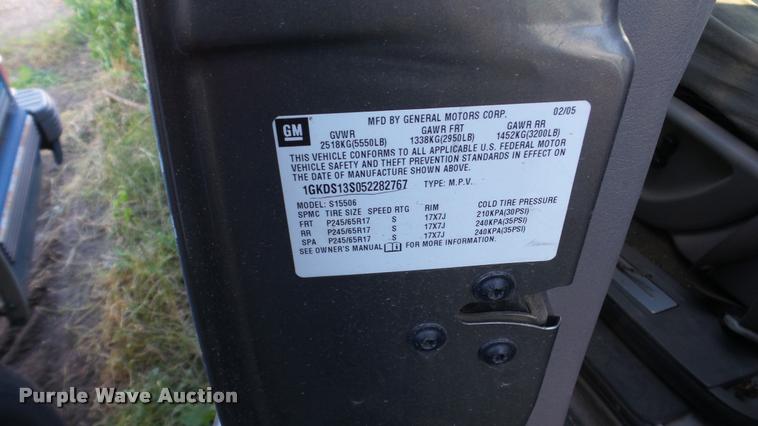 GM
MFD BY GENERAL MOTORS CORP. 02/05
GVWR GAWR FRT GAWR RR
2518KG(5550LB) 1338KG(2950LB) 1452KG(3200LB)
THIS VEHICLE CONFORMS TO ALL APPLICABLE U.S. FEDERAL MOTOR
VEHICLE SAFETY AND THEFT PREVENTION STANDARDS IN EFFECT ON
THE DATE OF MANUFACTURE SHOWN ABOVE.
1GKDS13S052282767 TYPE: M.P.V.
MODEL: S15506
SPMC TIRE SIZE SPEED RTG RIM COLD TIRE PRESSURE
FRT P245/65R17 S 17X7J 210KPA(30PSI)
RR P245/65R17 S 17X7J 240KPA(35PSI)
SPA P245/65R17 S 17X7J 240KPA(35PSI)
SEE OWNER'S MANUAL FOR MORE INFORMATION.
Purple Wave Auction